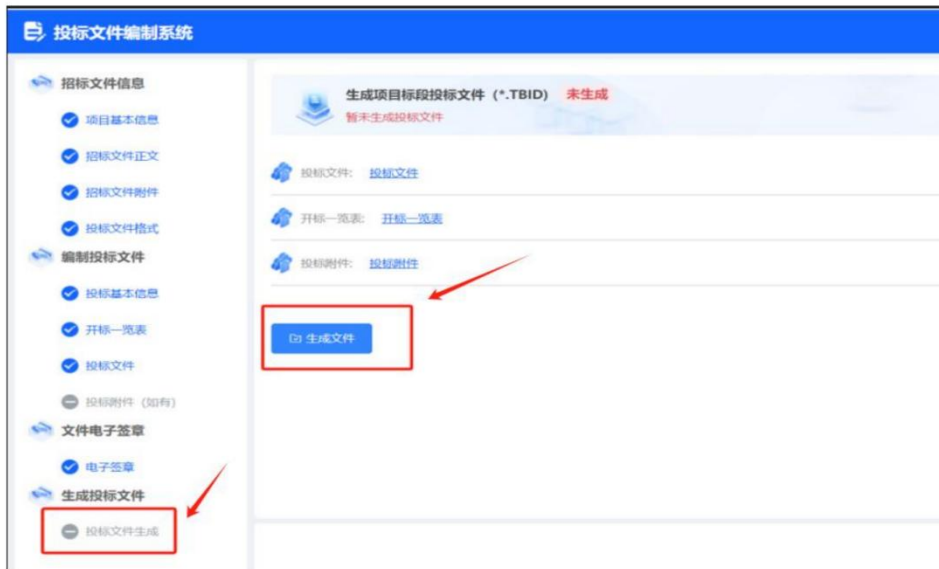 投标文件编制系统
招标文件信息
项目基本信息
招标文件正文
招标文件附件
投标文件格式
编制投标文件
投标基本信息
开标一览表
投标文件
投标附件（如有）
文件电子签章
电子签章
生成投标文件
投标文件生成
生成项目标段投标文件（*.TBID） 未生成
暂未生成投标文件
投标文件： 投标文件
开标一览表： 开标一览表
投标附件： 投标附件
生成文件